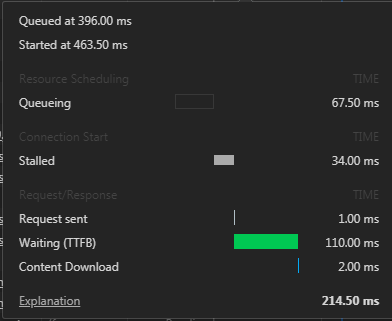 Queued at 396.00 ms
Started at 463.50 ms
Resource Scheduling TIME
Queueing 67.50 ms
Connection Start TIME
Stalled 34.00 ms
Request/Response TIME
Request sent 1.00 ms
Waiting (TTFB) 110.00 ms
Content Download 2.00 ms
Explanation 214.50 ms